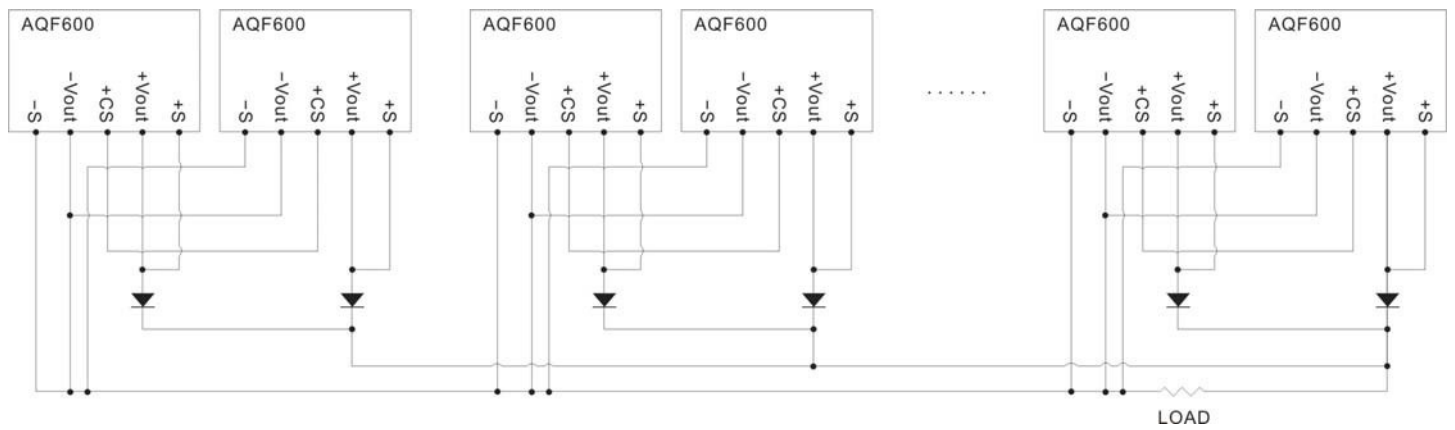 AQF600 AQF600 AQF600 AQF600 AQF600 AQF600
−S −Vout +CS +Vout +S −S −Vout +CS +Vout +S −S −Vout +CS +Vout +S −S −Vout +CS +Vout +S −S −Vout +CS +Vout +S −S −Vout +CS +Vout +S
......
LOAD